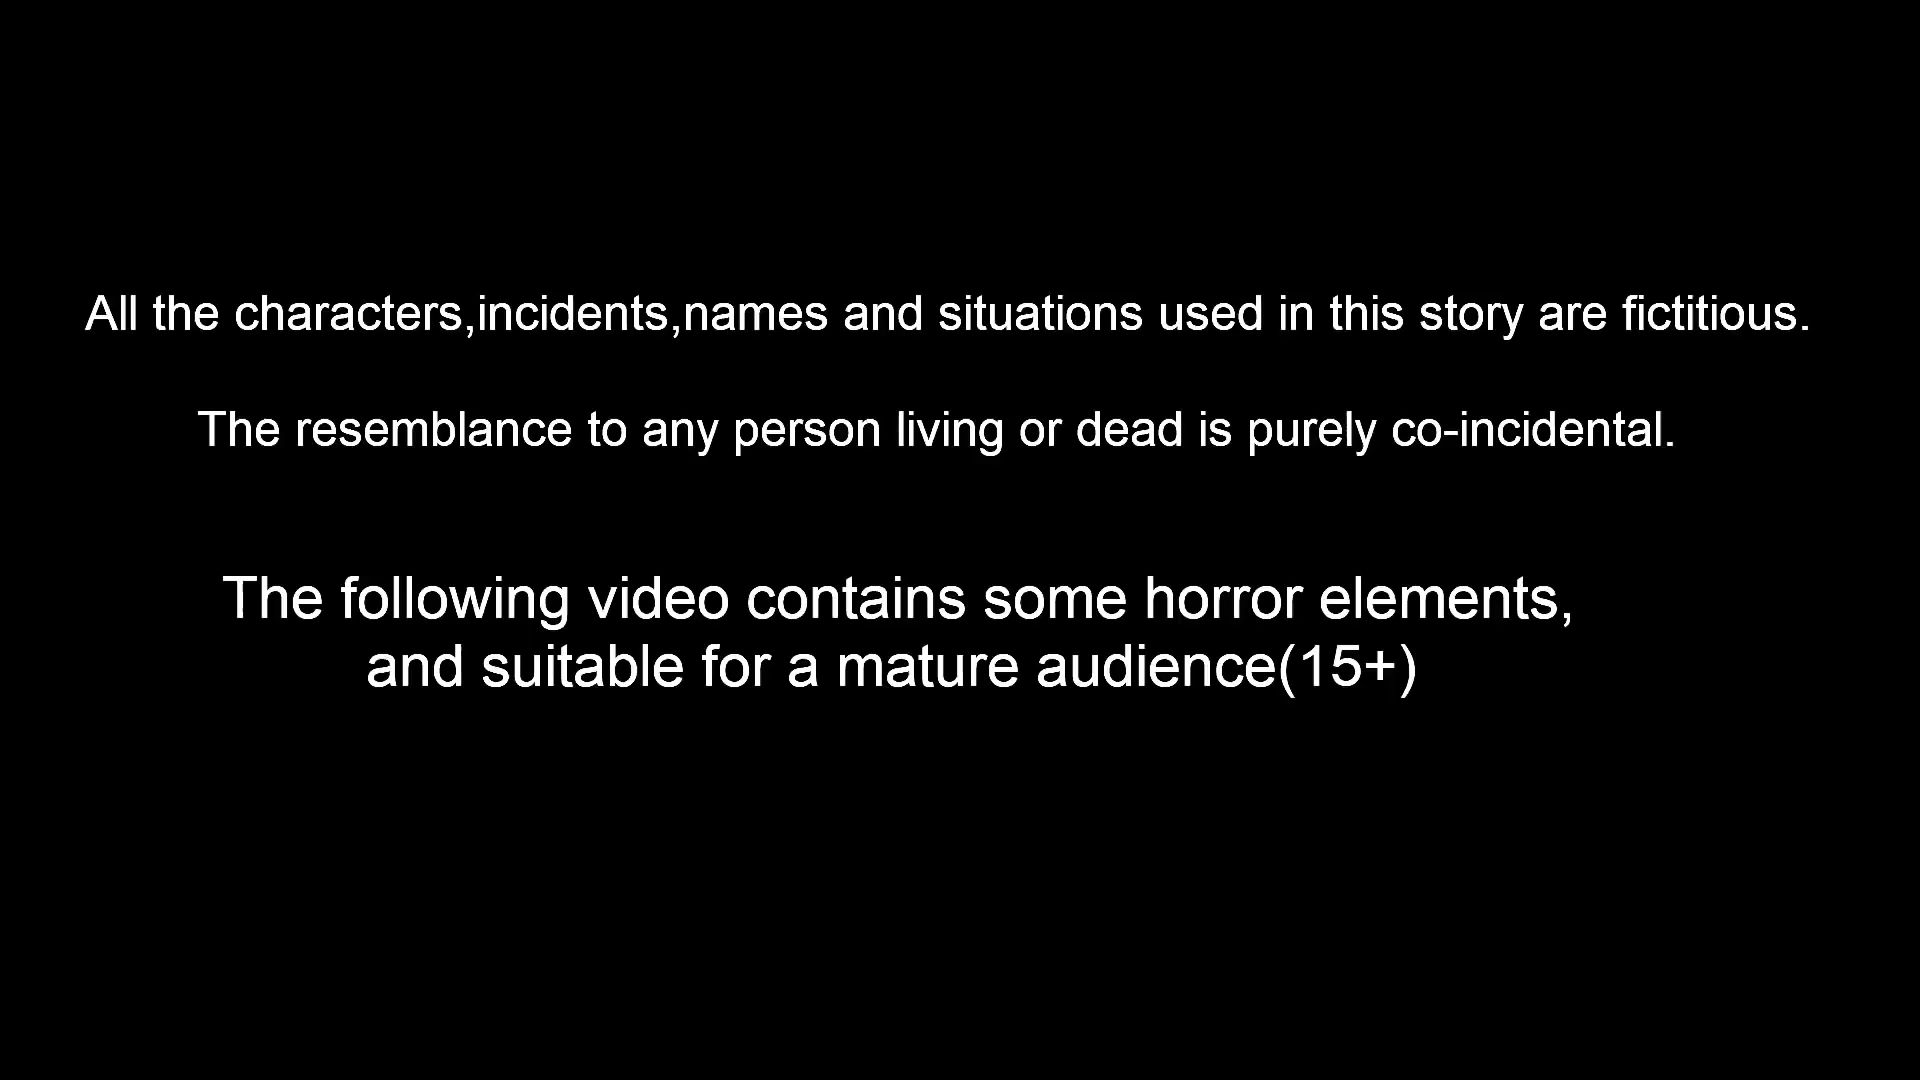 All the characters,incidents,names and situations used in this story are fictitious.
The resemblance to any person living or dead is purely co-incidental.
The following video contains some horror elements,
and suitable for a mature audience(15+)